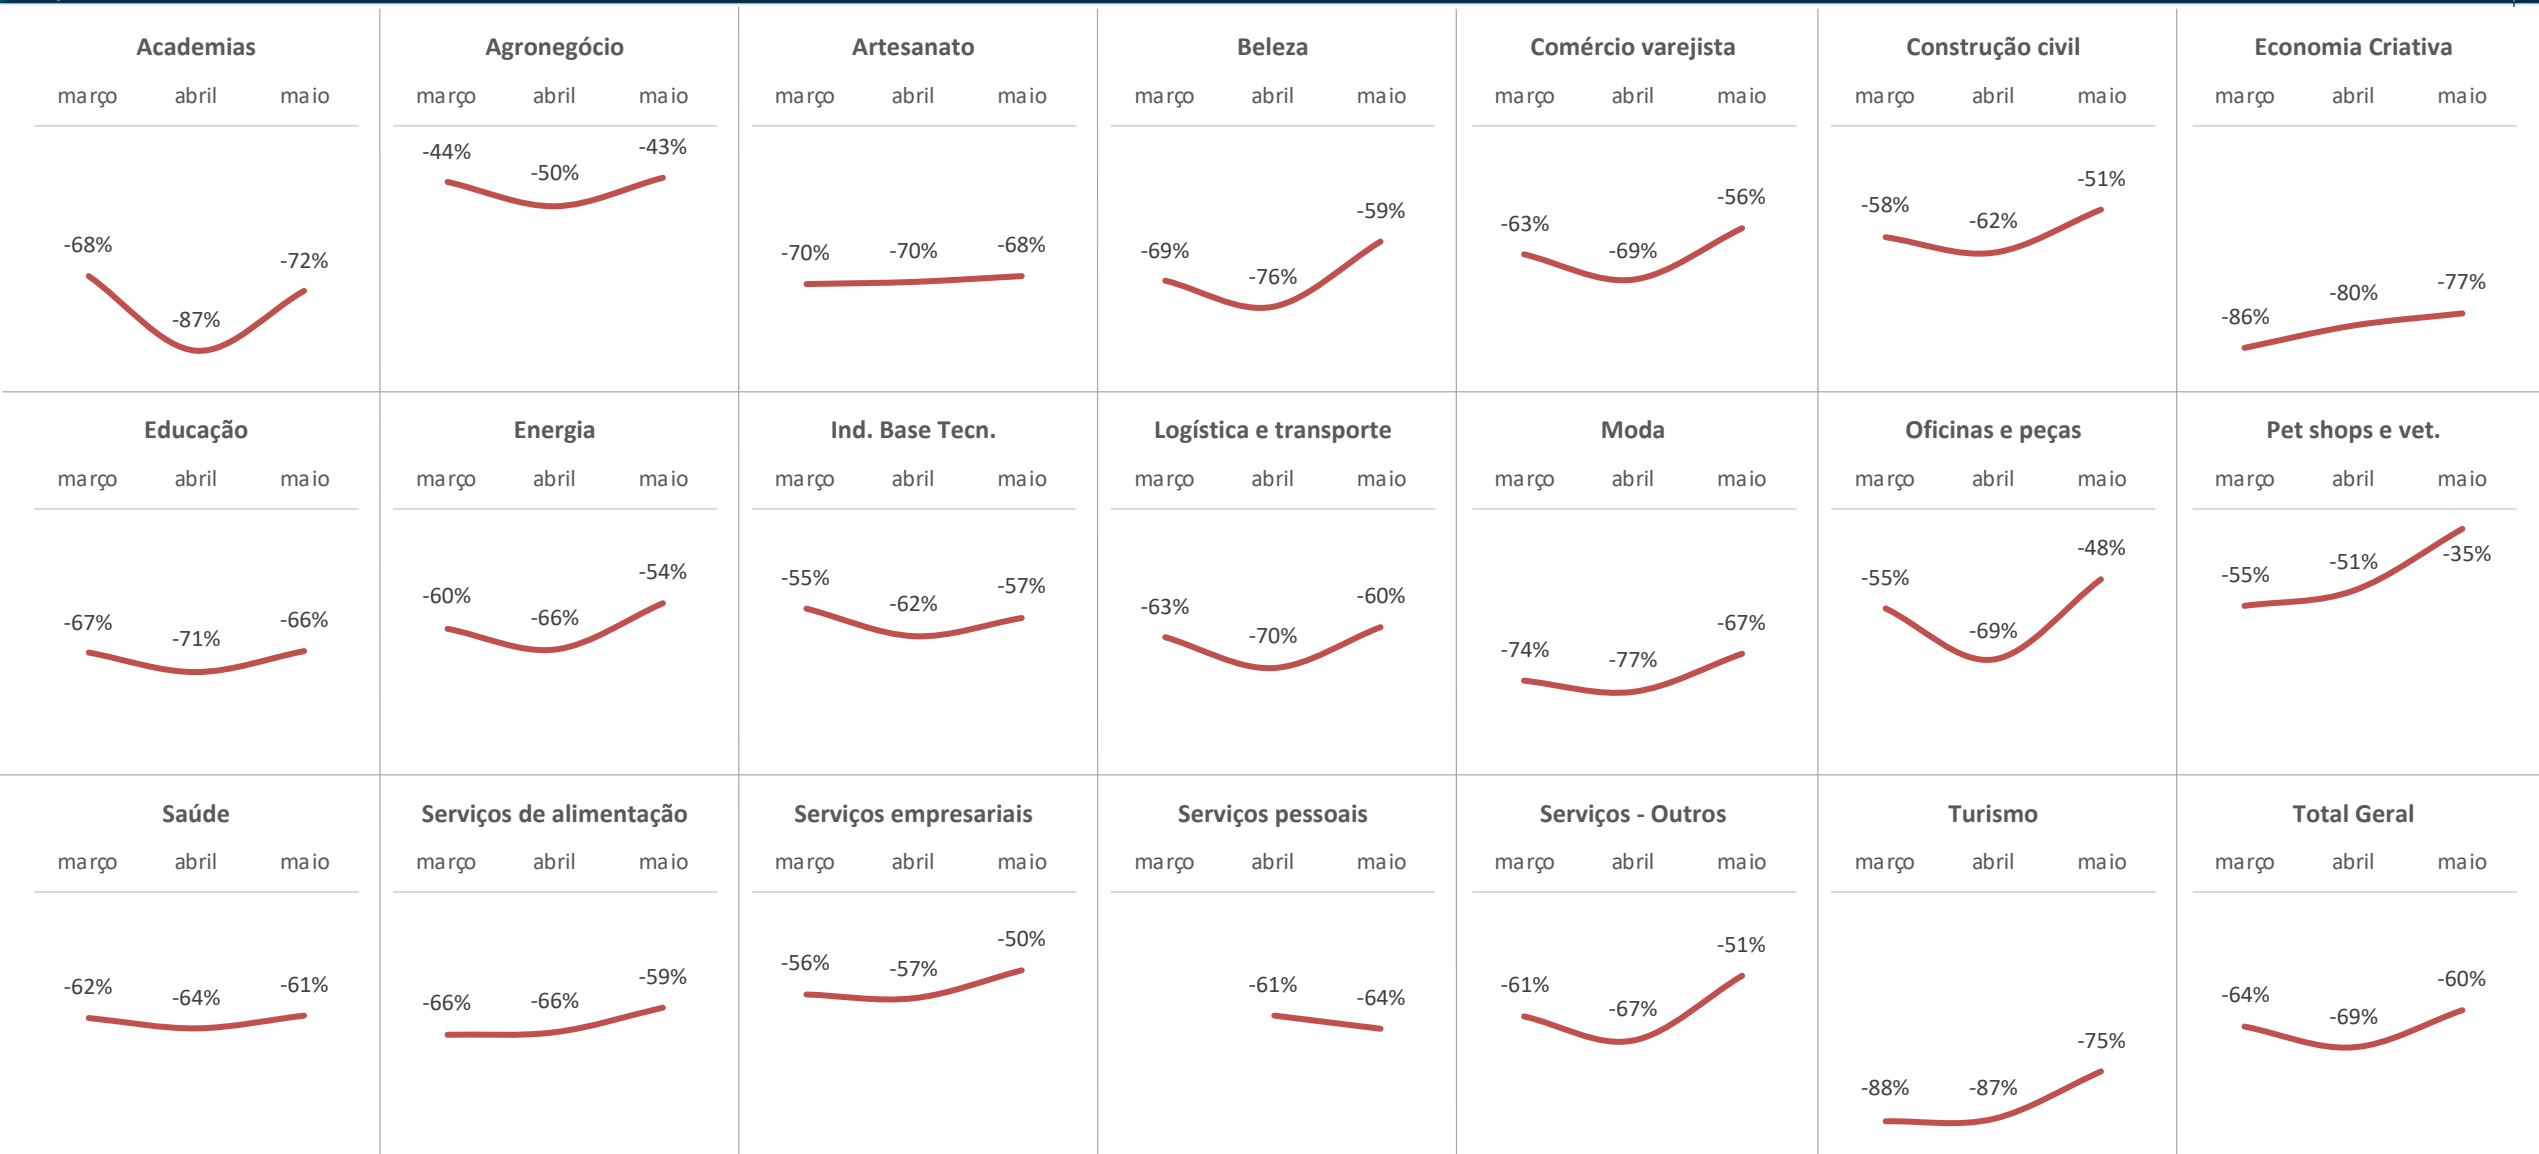 Academias
março abril maio
-68% -87% -72%
Agronegócio
março abril maio
-44% -50% -43%
Artesanato
março abril maio
-70% -70% -68%
Beleza
março abril maio
-69% -76% -59%
Comércio varejista
março abril maio
-63% -69% -56%
Construção civil
março abril maio
-58% -62% -51%
Economia Criativa
março abril maio
-86% -80% -77%
Educação
março abril maio
-67% -71% -66%
Energia
março abril maio
-60% -66% -54%
Ind. Base Tecn.
março abril maio
-55% -62% -57%
Logística e transporte
março abril maio
-63% -70% -60%
Moda
março abril maio
-74% -77% -67%
Oficinas e peças
março abril maio
-55% -69% -48%
Pet shops e vet.
março abril maio
-55% -51% -35%
Saúde
março abril maio
-62% -64% -61%
Serviços de alimentação
março abril maio
-66% -66% -59%
Serviços empresariais
março abril maio
-56% -57% -50%
Serviços pessoais
março abril maio
-61% -64%
Serviços - Outros
março abril maio
-61% -67% -51%
Turismo
março abril maio
-88% -87% -75%
Total Geral
março abril maio
-64% -69% -60%